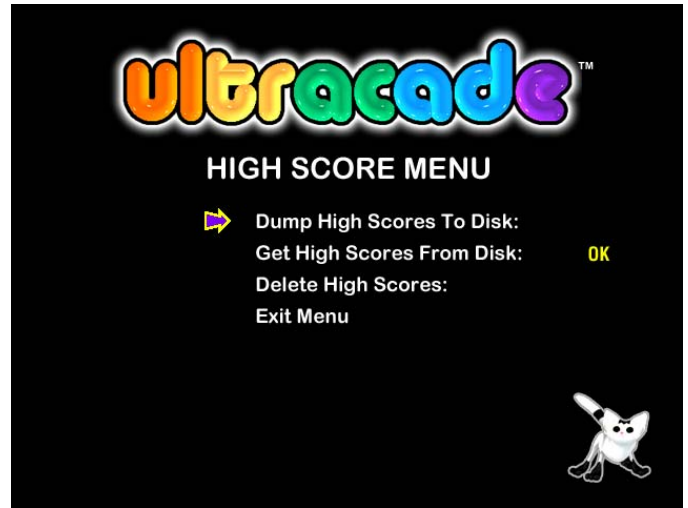 ultracade™
HIGH SCORE MENU
Dump High Scores To Disk:
Get High Scores From Disk: OK
Delete High Scores:
Exit Menu